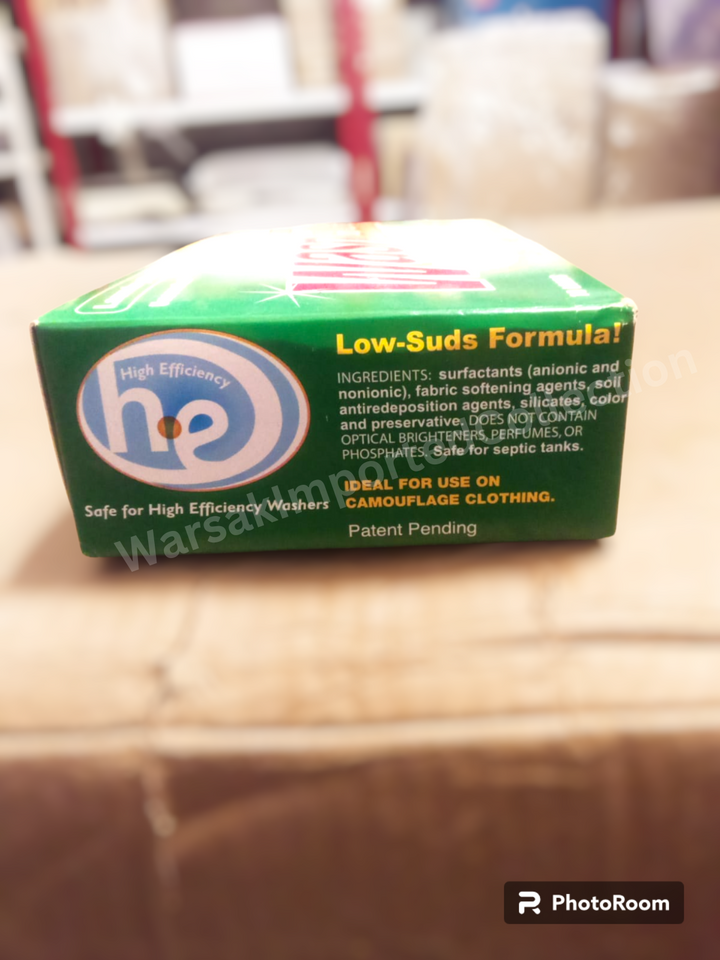 High Efficiency
he
Safe for High Efficiency Washers
Low-Suds Formula!
INGREDIENTS: surfactants (anionic and
nonionic), fabric softening agents, soil
antiredeposition agents, silicates, color
and preservative. DOES NOT CONTAIN
OPTICAL BRIGHTENERS, PERFUMES, OR
PHOSPHATES. Safe for septic tanks.
IDEAL FOR USE ON
CAMOUFLAGE CLOTHING.
Patent Pending
WarsakImportedCollection
PhotoRoom